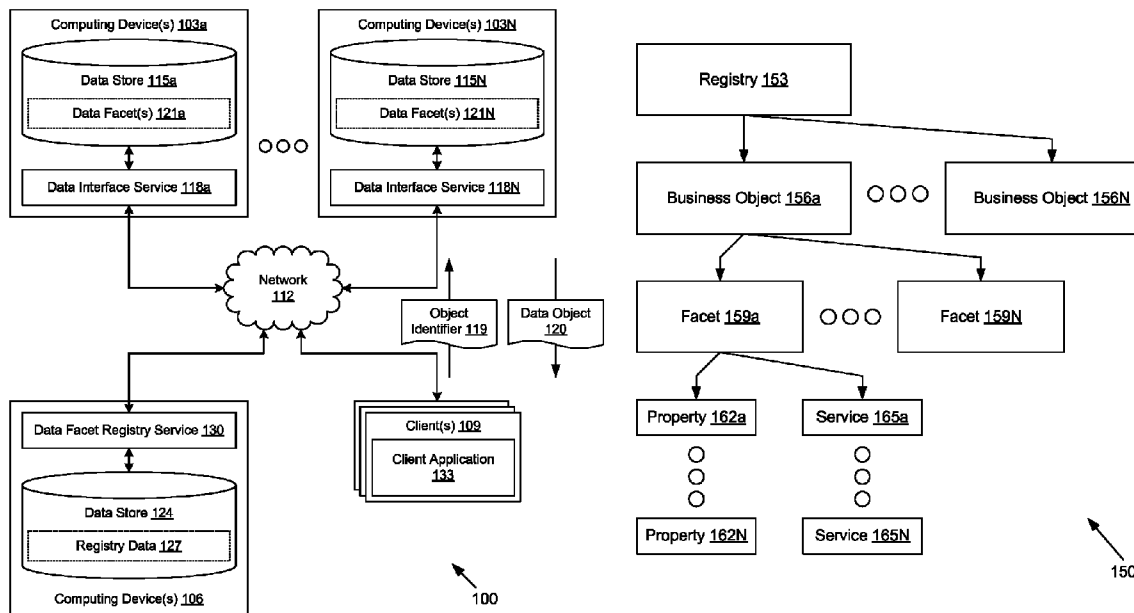 Computing Device(s) 103a
Data Store 115a
Data Facet(s) 121a
Data Interface Service 118a
Computing Device(s) 103N
Data Store 115N
Data Facet(s) 121N
Data Interface Service 118N
Network
112
Object
Identifier 119
Data Object
120
Data Facet Registry Service 130
Data Store 124
Registry Data 127
Computing Device(s) 106
Client(s) 109
Client Application
133
100
Registry 153
Business Object 156a
Business Object 156N
Facet 159a
Facet 159N
Property 162a
Service 165a
Property 162N
Service 165N
150